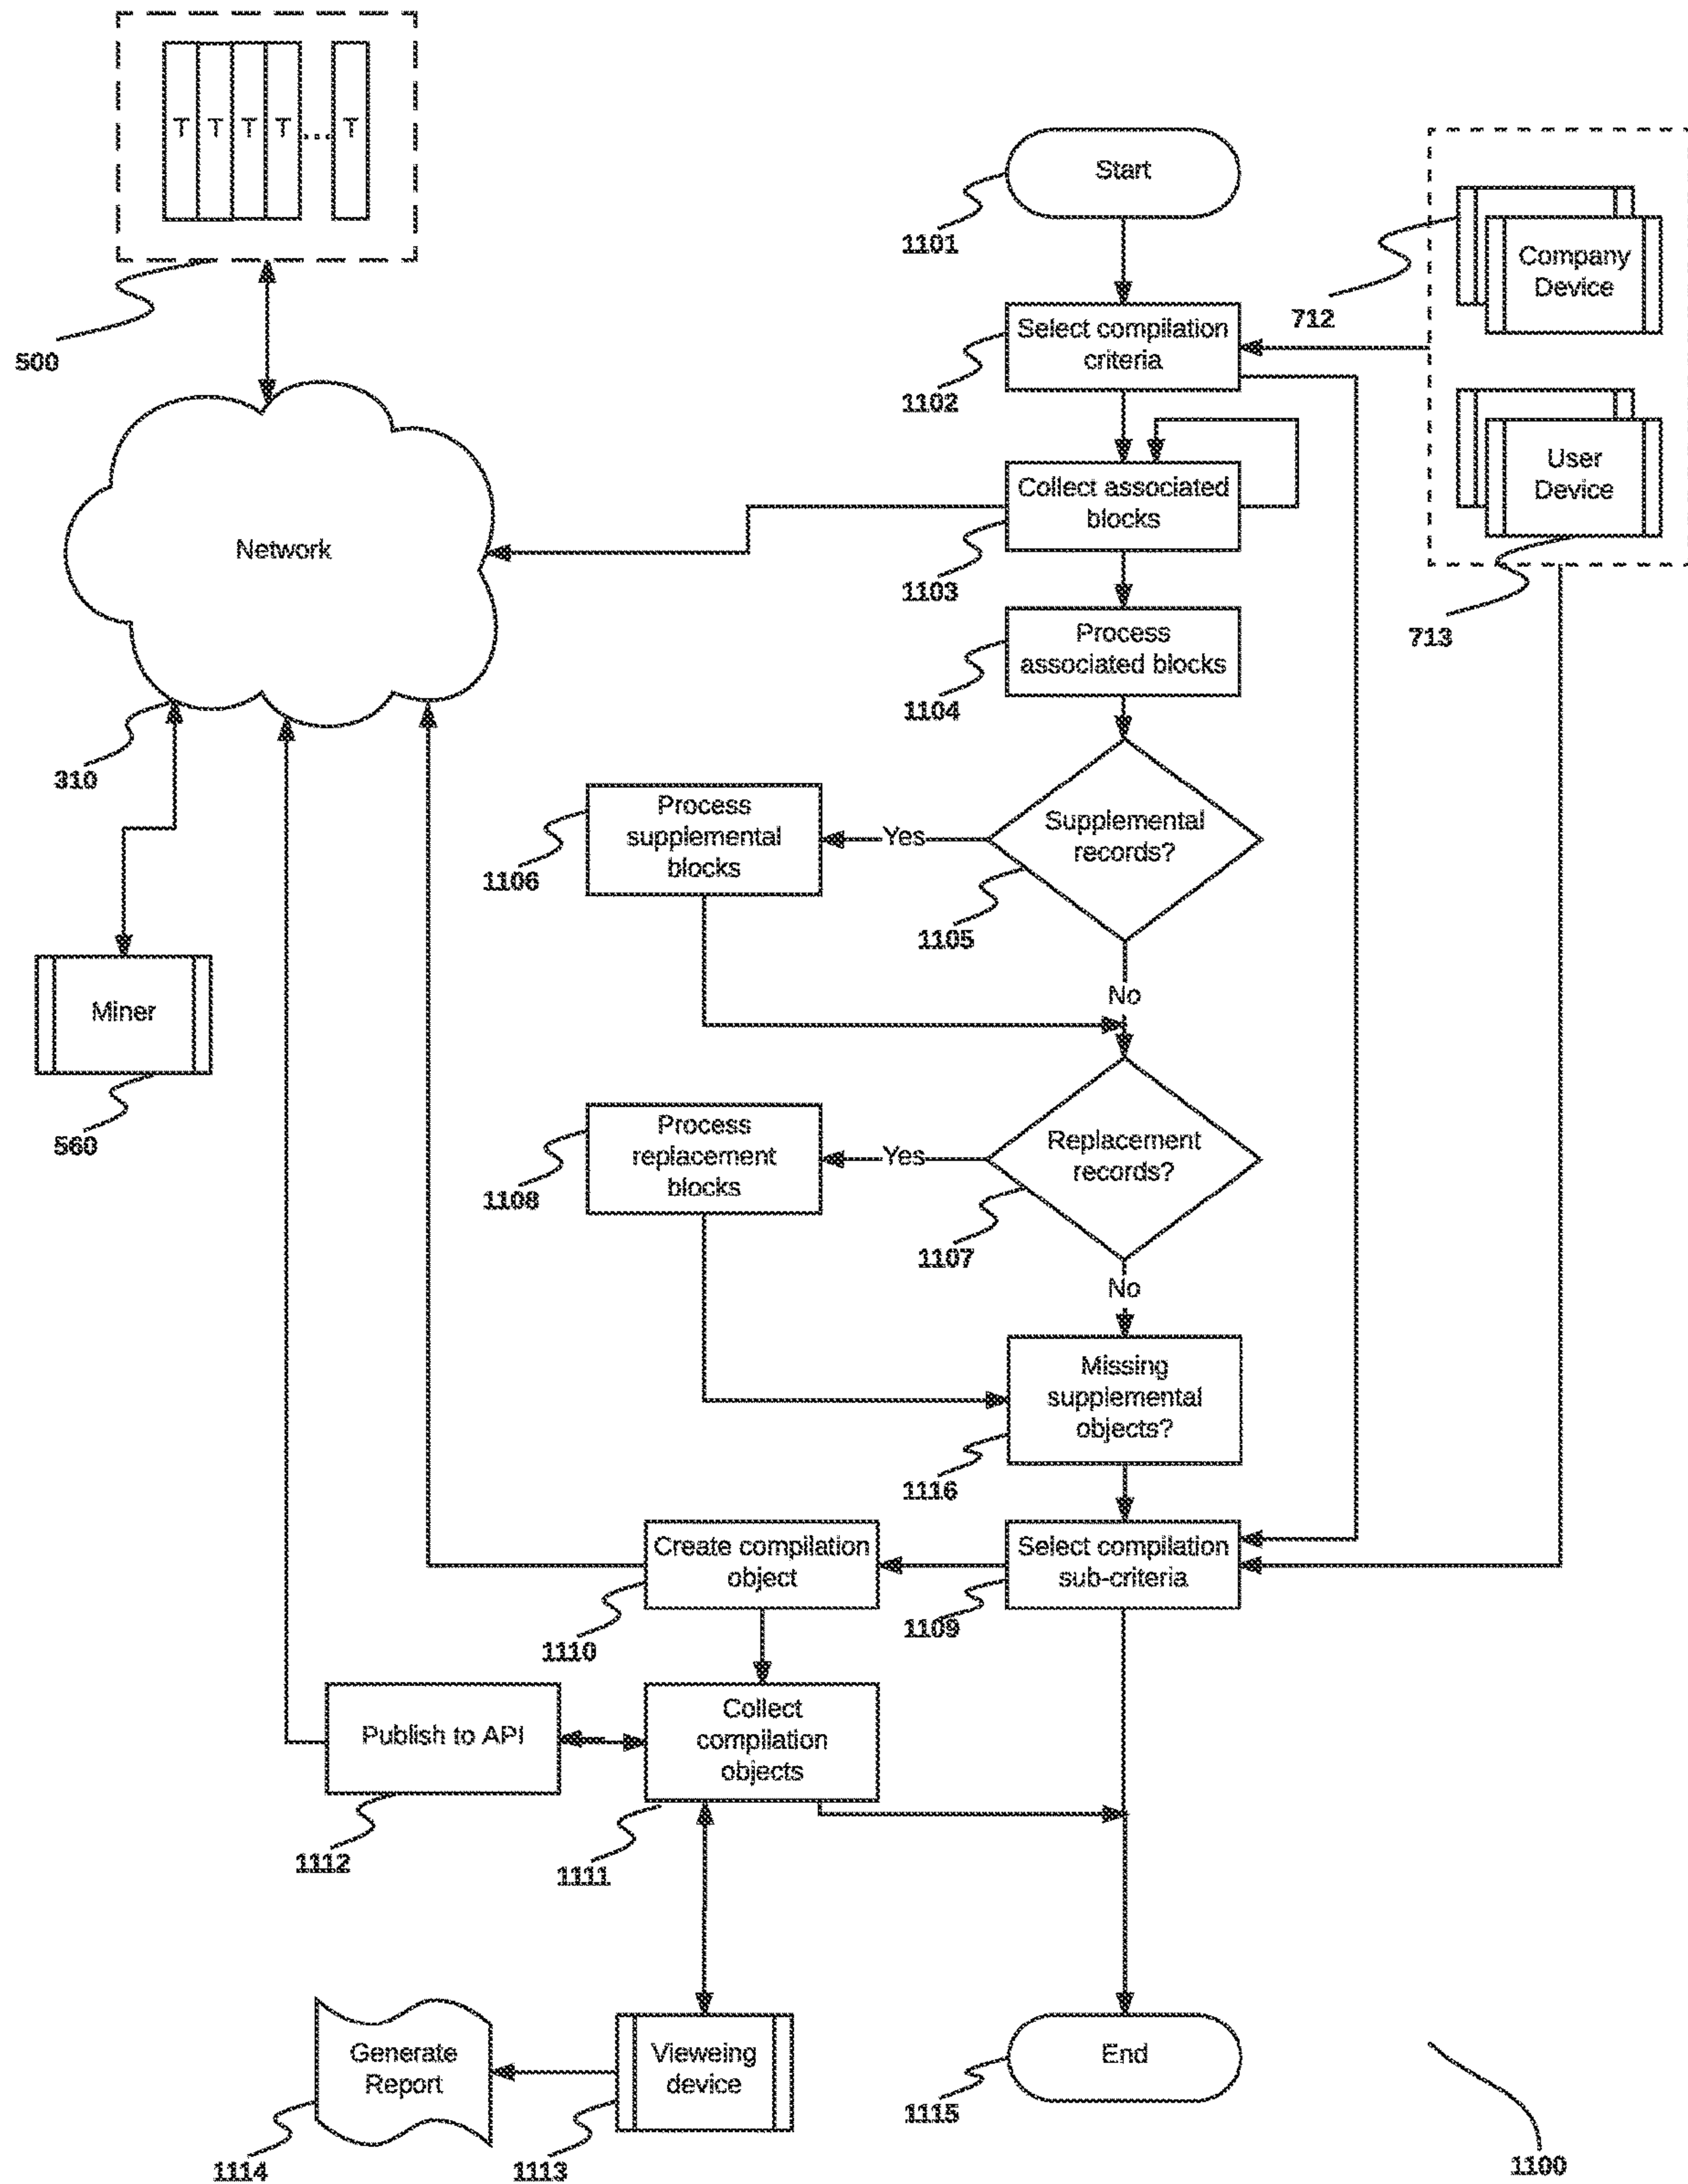 T T T T ... T
500
Start
1101
Company
Device
712
Select compilation
criteria
1102
User
Device
713
Collect associated
blocks
1103
Network
310
Process
associated blocks
1104
Supplemental
records?
1105
Yes
Process
supplemental
blocks
1106
No
Miner
560
Replacement
records?
1107
Yes
Process
replacement
blocks
1108
No
Missing
supplemental
objects?
1116
Select compilation
sub-criteria
1109
Create compilation
object
1110
Collect
compilation
objects
1111
Publish to API
1112
Vieweing
device
1113
Generate
Report
1114
End
1115
1100